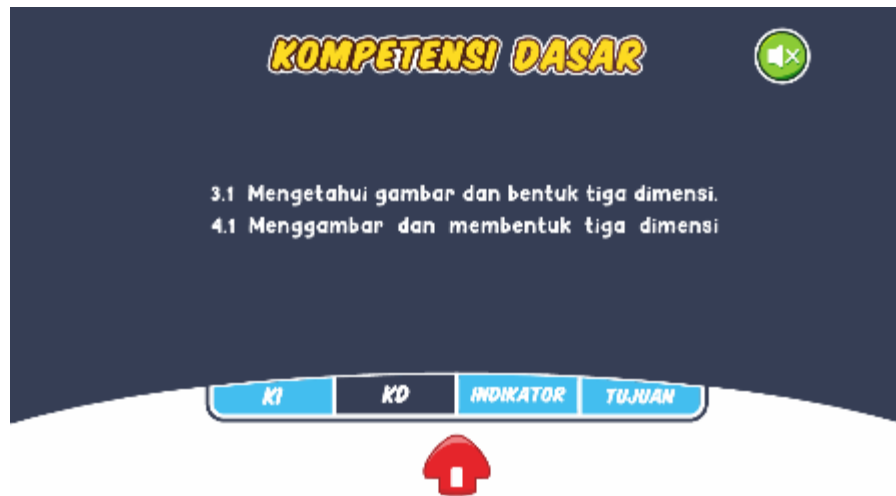 KOMPETENSI DASAR
3.1 Mengetahui gambar dan bentuk tiga dimensi.
4.1 Menggambar dan membentuk tiga dimensi
KI KD INDIKATOR TUJUAN